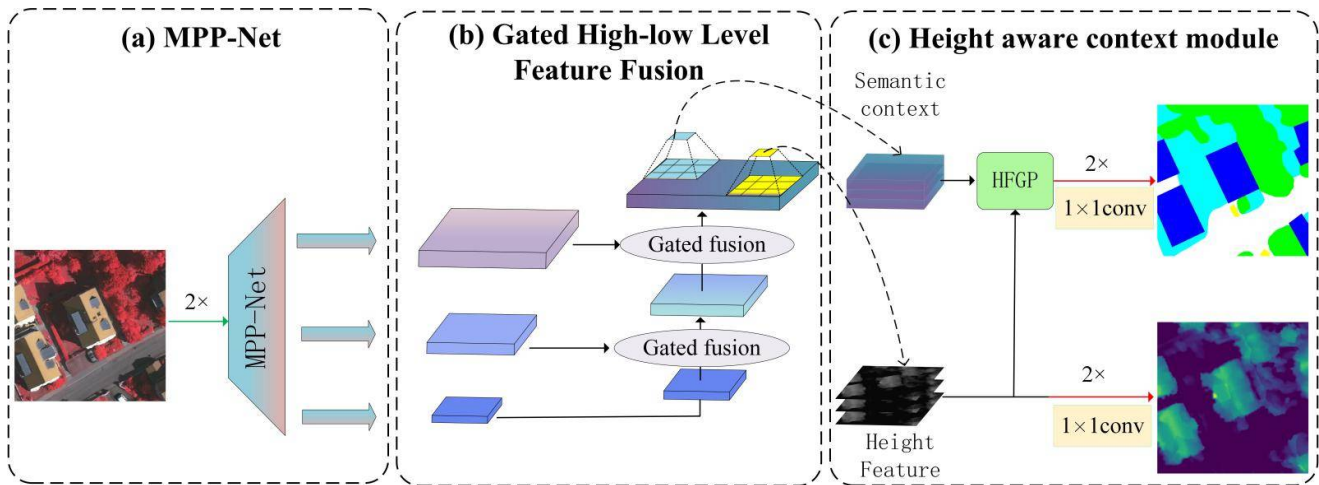 (a) MPP-Net
2×
MPP-Net
(b) Gated High-low Level
Feature Fusion
Gated fusion
Gated fusion
(c) Height aware context module
Semantic
context
HFGP
2×
1×1conv
Height
Feature
2×
1×1conv